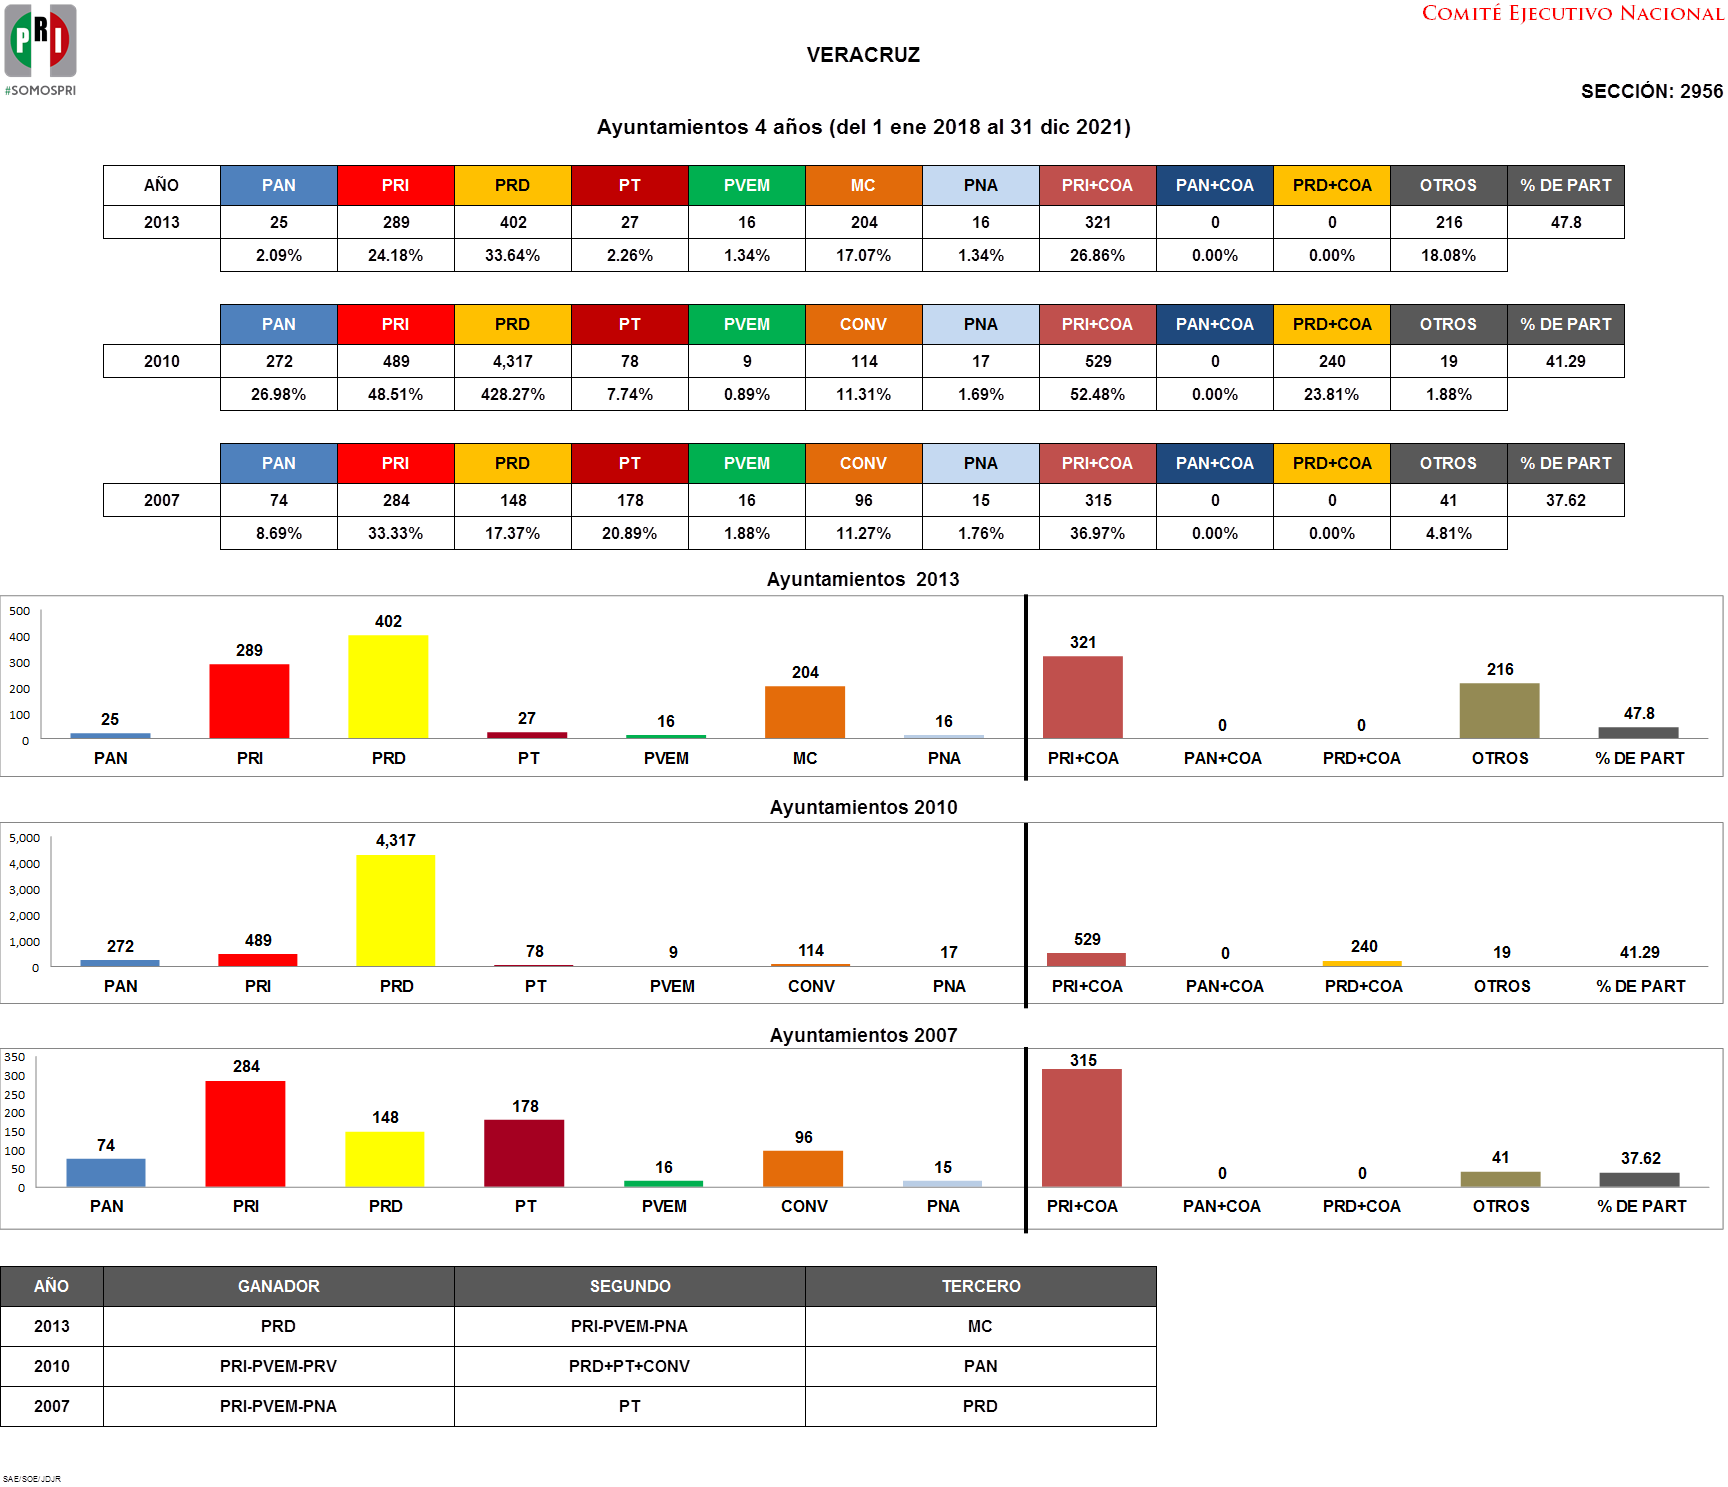 PRI
#SOMOSPRI
COMITÉ EJECUTIVO NACIONAL
VERACRUZ
SECCIÓN: 2956
Ayuntamientos 4 años (del 1 ene 2018 al 31 dic 2021)
AÑO PAN PRI PRD PT PVEM MC PNA PRI+COA PAN+COA PRD+COA OTROS % DE PART
2013 25 289 402 27 16 204 16 321 0 0 216 47.8
2.09% 24.18% 33.64% 2.26% 1.34% 17.07% 1.34% 26.86% 0.00% 0.00% 18.08%
PAN PRI PRD PT PVEM CONV PNA PRI+COA PAN+COA PRD+COA OTROS % DE PART
2010 272 489 4,317 78 9 114 17 529 0 240 19 41.29
26.98% 48.51% 428.27% 7.74% 0.89% 11.31% 1.69% 52.48% 0.00% 23.81% 1.88%
PAN PRI PRD PT PVEM CONV PNA PRI+COA PAN+COA PRD+COA OTROS % DE PART
2007 74 284 148 178 16 96 15 315 0 0 41 37.62
8.69% 33.33% 17.37% 20.89% 1.88% 11.27% 1.76% 36.97% 0.00% 0.00% 4.81%
Ayuntamientos 2013
500
400
300
200
100
0
25 289 402 27 16 204 16 321 0 0 216 47.8
PAN PRI PRD PT PVEM MC PNA PRI+COA PAN+COA PRD+COA OTROS % DE PART
Ayuntamientos 2010
5,000
4,000
3,000
2,000
1,000
0
272 489 4,317 78 9 114 17 529 0 240 19 41.29
PAN PRI PRD PT PVEM CONV PNA PRI+COA PAN+COA PRD+COA OTROS % DE PART
Ayuntamientos 2007
350
300
250
200
150
100
50
0
74 284 148 178 16 96 15 315 0 0 41 37.62
PAN PRI PRD PT PVEM CONV PNA PRI+COA PAN+COA PRD+COA OTROS % DE PART
AÑO GANADOR SEGUNDO TERCERO
2013 PRD PRI-PVEM-PNA MC
2010 PRI-PVEM-PRV PRD+PT+CONV PAN
2007 PRI-PVEM-PNA PT PRD
SAE/SOE/JDJR